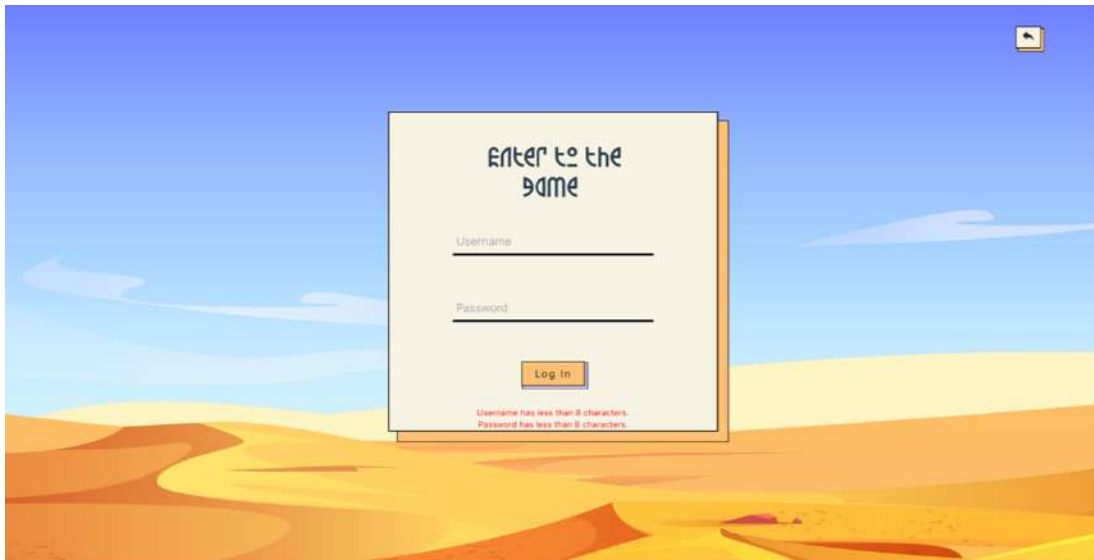 Enter to the
game
Username
Password
Log In
Username has less than 8 characters.
Password has less than 8 characters.